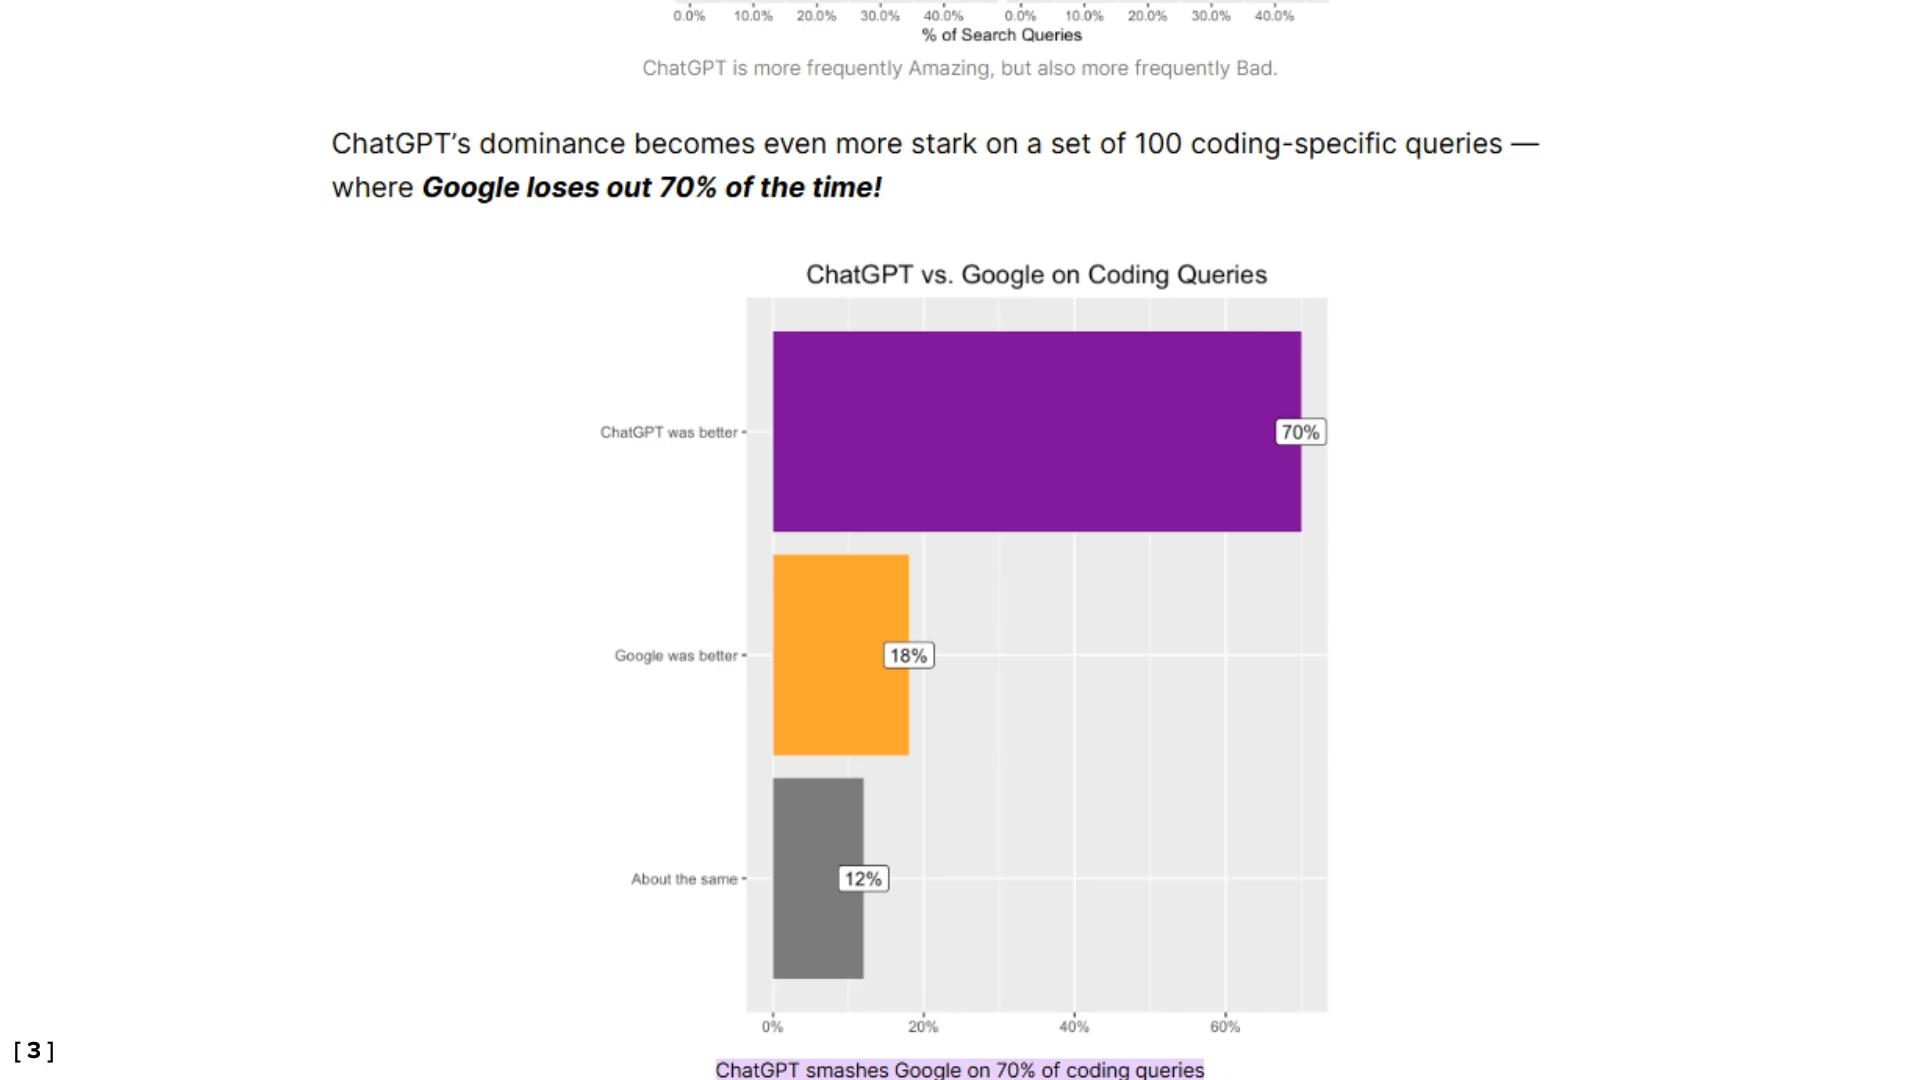 0.0% 10.0% 20.0% 30.0% 40.0% 0.0% 10.0% 20.0% 30.0% 40.0%
% of Search Queries
ChatGPT is more frequently Amazing, but also more frequently Bad.
ChatGPT’s dominance becomes even more stark on a set of 100 coding-specific queries —
where Google loses out 70% of the time!
ChatGPT vs. Google on Coding Queries
ChatGPT was better
70%
Google was better
18%
About the same
12%
0% 20% 40% 60%
[ 3 ]
ChatGPT smashes Google on 70% of coding queries